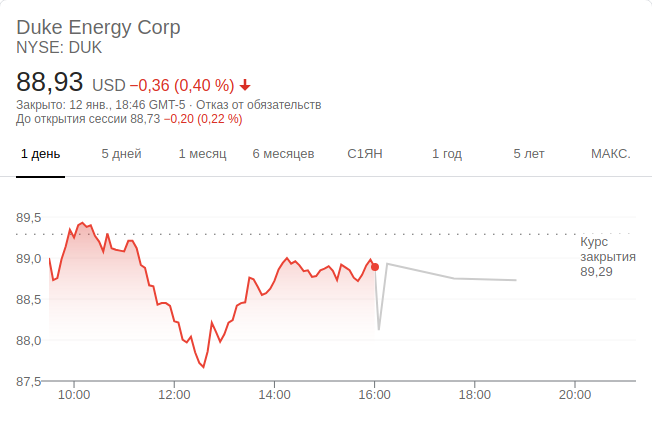 Duke Energy Corp
NYSE: DUK
88,93 USD −0,36 (0,40 %)
Закрыто: 12 янв., 18:46 GMT-5 · Отказ от обязательств
До открытия сессии 88,73 −0,20 (0,22 %)
1 день 5 дней 1 месяц 6 месяцев С1ЯН 1 год 5 лет МАКС.
89,5
Курс
закрытия
89,29
89,0
88,5
88,0
87,5
10:00 12:00 14:00 16:00 18:00 20:00